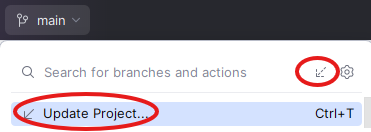 main
Search for branches and actions
Update Project... Ctrl+T